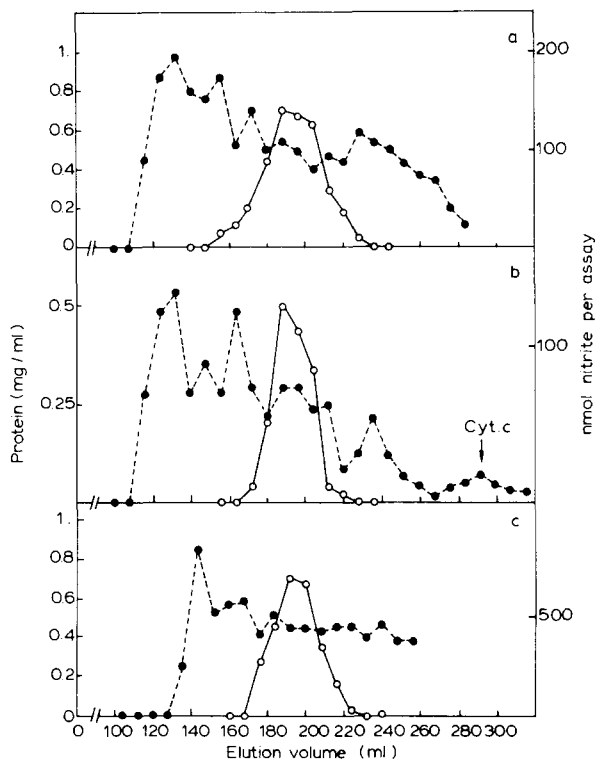 a
1.
0.8
0.6
0.4
0.2
0
200
100
b
0.5
0.25
100
Cyt.c
Protein (mg / ml)
nmol nitrite per assay
c
1.
0.8
0.6
0.4
0.2
0
500
0 100 120 140 160 180 200 220 240 260 280 300
Elution volume (ml)